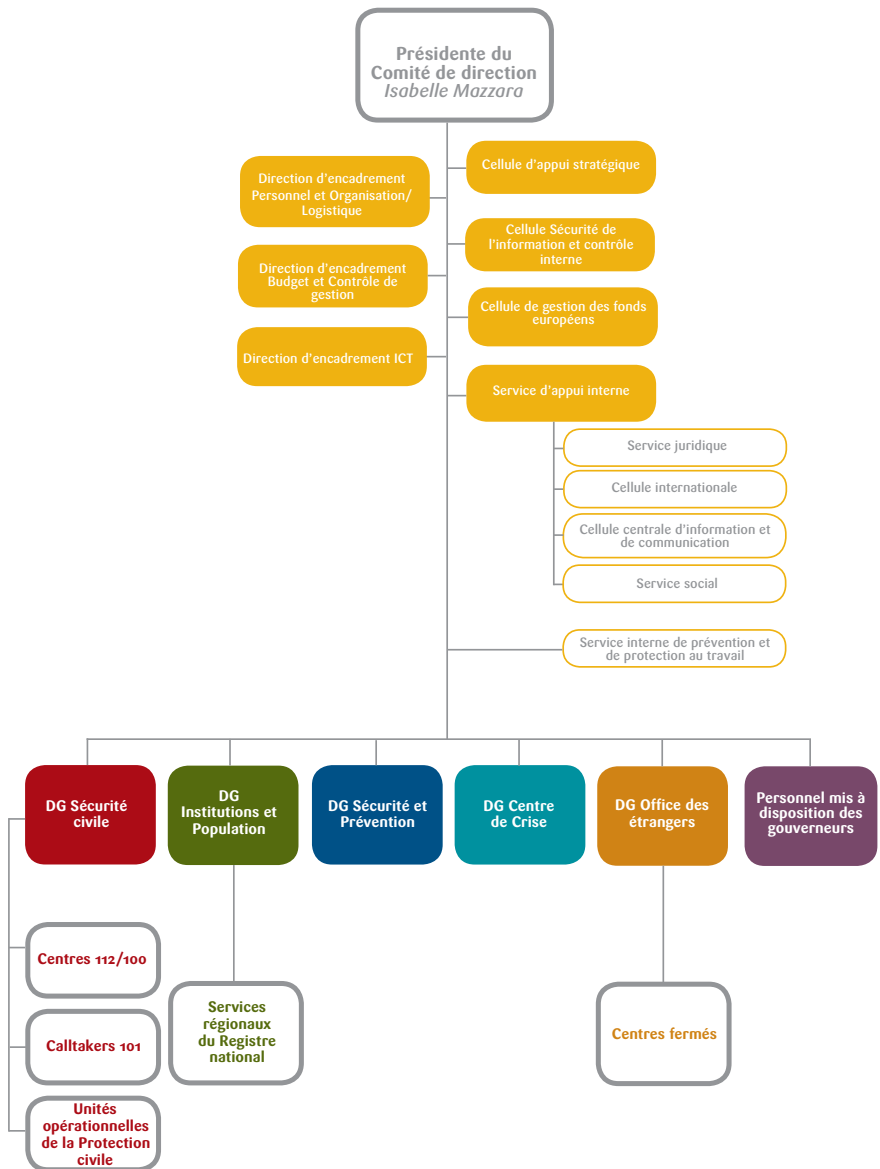 Présidente du
Comité de direction
Isabelle Mazzara
Direction d'encadrement
Personnel et Organisation/
Logistique
Cellule d'appui stratégique
Cellule Sécurité de
l'information et contrôle
interne
Direction d'encadrement
Budget et Contrôle de
gestion
Cellule de gestion des fonds
européens
Direction d'encadrement ICT
Service d'appui interne
Service juridique
Cellule internationale
Cellule centrale d'information et
de communication
Service social
Service interne de prévention et
de protection au travail
DG Sécurité
civile
DG
Institutions et
Population
DG Sécurité et
Prévention
DG Centre
de Crise
DG Office des
étrangers
Personnel mis à
disposition des
gouverneurs
Centres 112/100
Calltakers 101
Unités
opérationnelles
de la Protection
civile
Services
régionaux
du Registre
national
Centres fermés